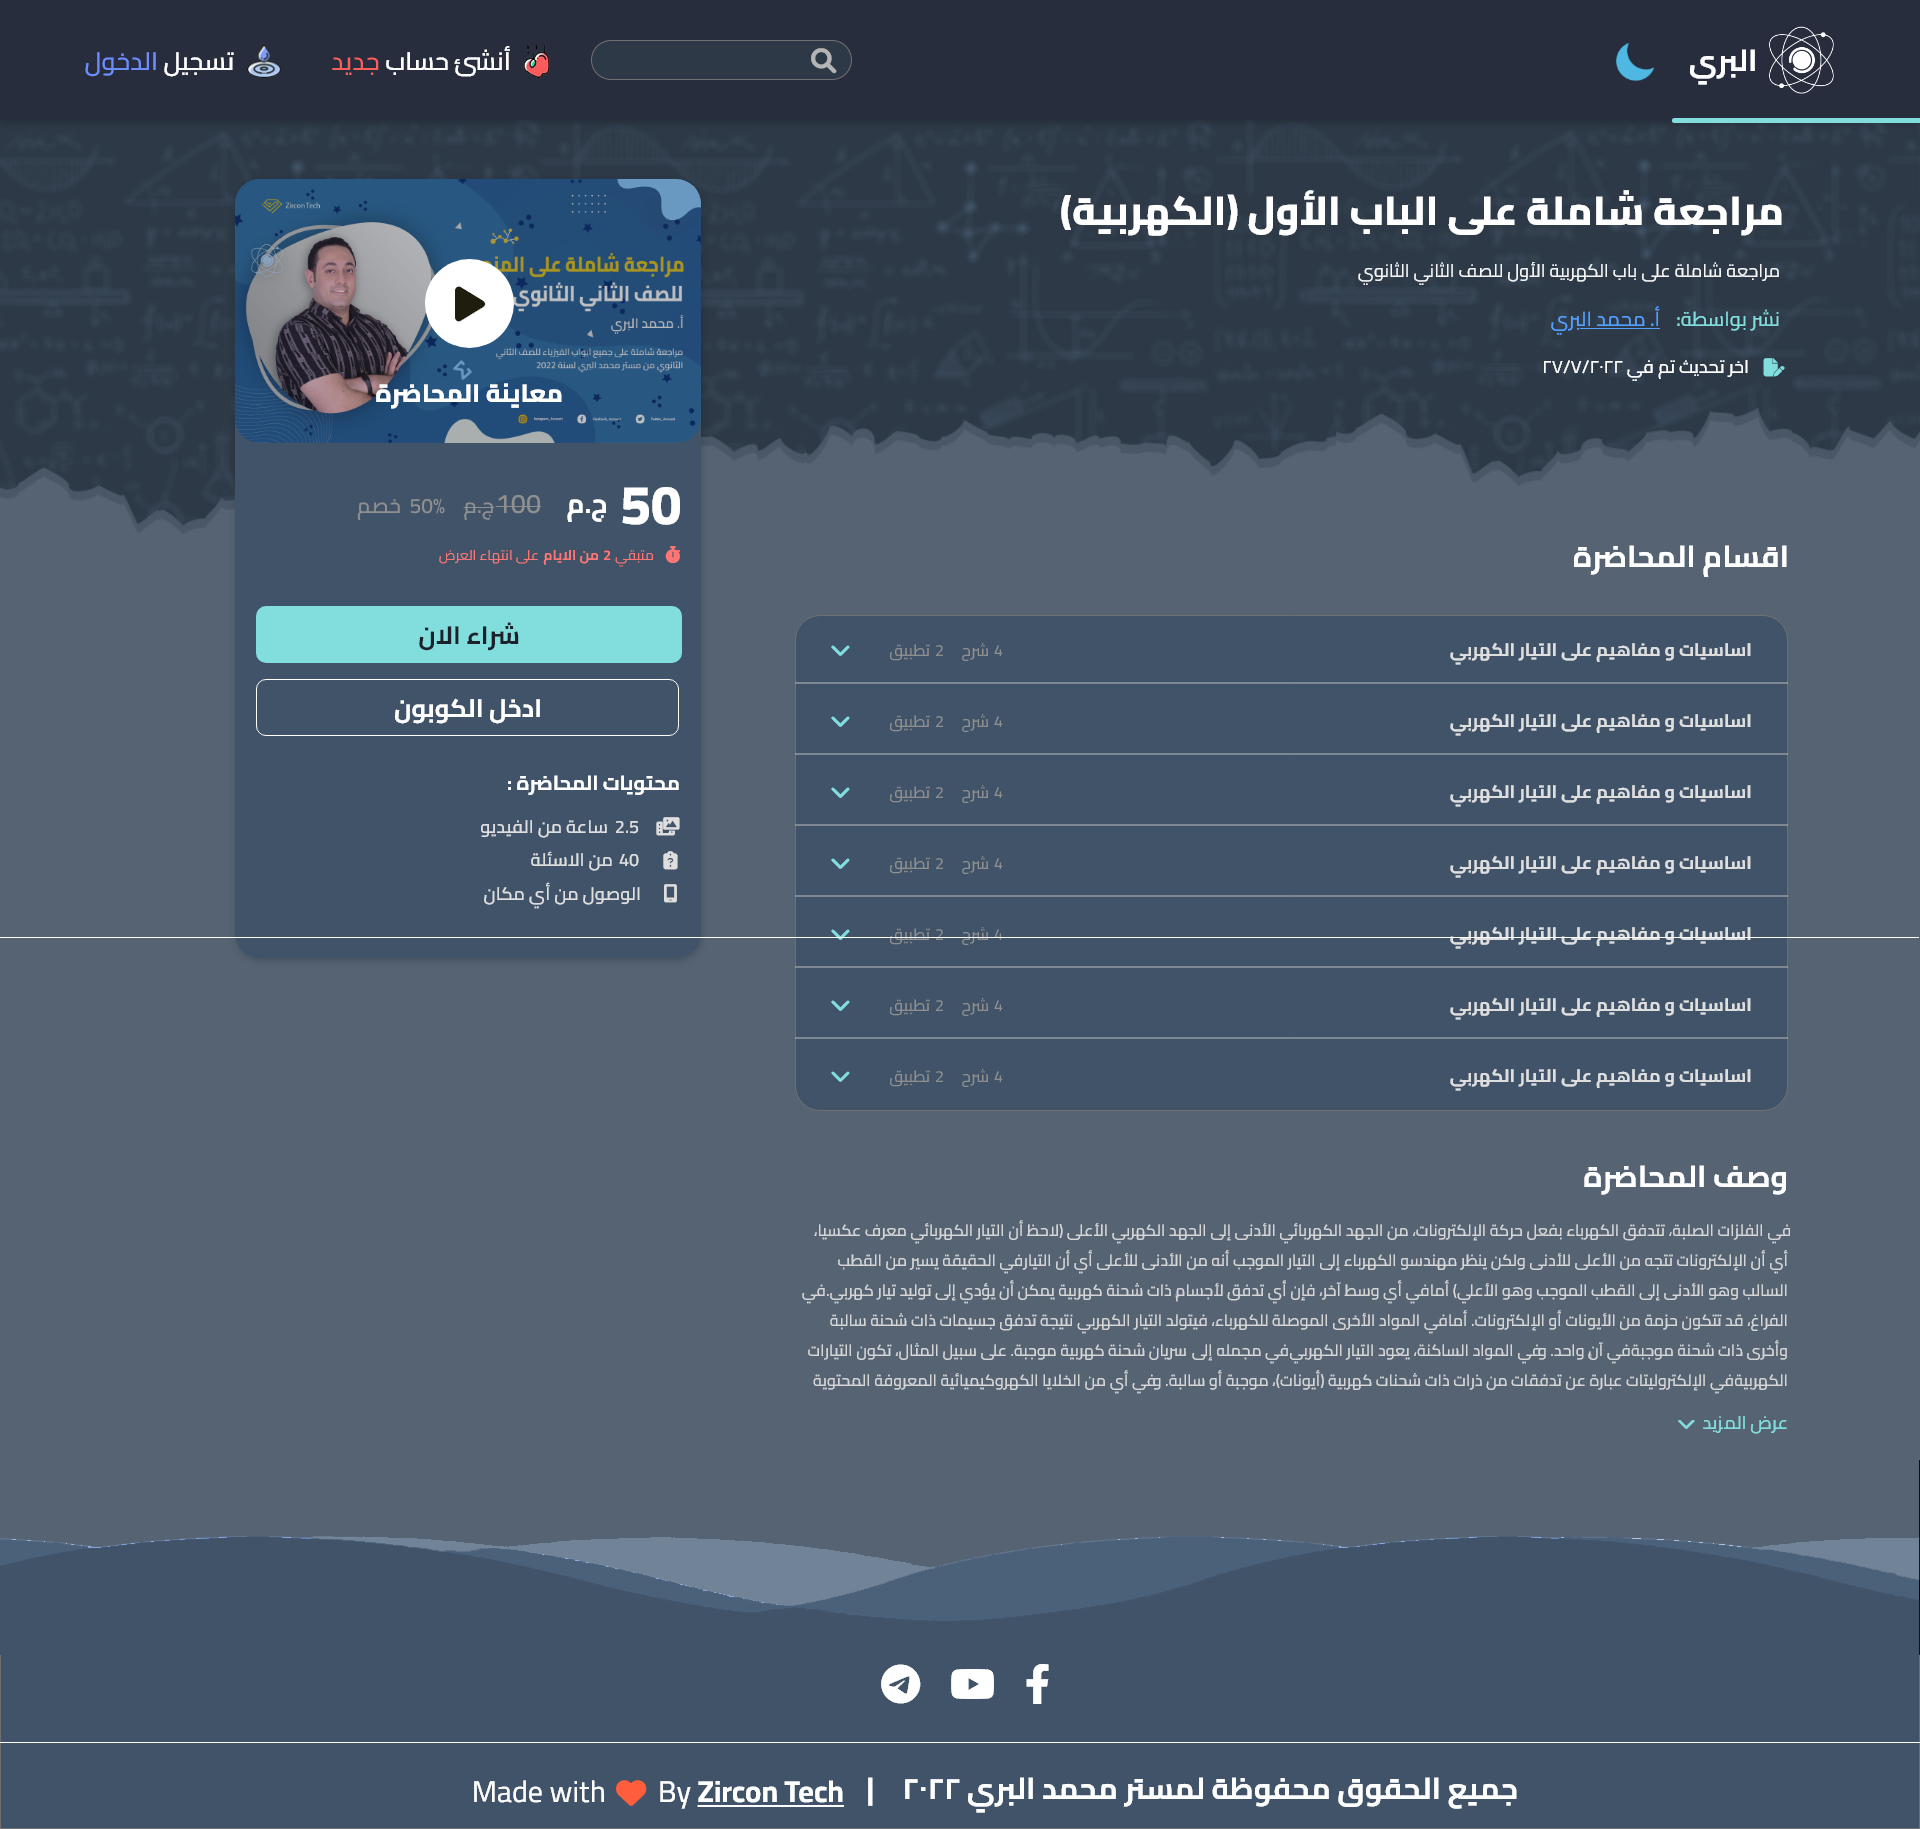 البري
أنشئ حساب جديد
تسجيل الدخول
مراجعة شاملة على الباب الأول (الكهربية)
مراجعة شاملة على باب الكهربية الأول للصف الثاني الثانوي
نشر بواسطة: أ. محمد البري
اخر تحديث تم في ٢٧/٧/٢٠٢٢
Zircon Tech
مراجعة شاملة على
للصف الثاني الثانوي
أ. محمد البري
مراجعة شاملة على جميع ابواب الفيزياء للصف الثاني
الثانوي من مستر محمد البري لسنة 2022
معاينة المحاضرة
50 ج.م 100 ج.م 50% خصم
متبقي 2 من الايام على انتهاء العرض
شراء الان
ادخل الكوبون
محتويات المحاضرة :
2.5 ساعة من الفيديو
40 من الاسئلة
الوصول من أي مكان
اقسام المحاضرة
اساسيات و مفاهيم على التيار الكهربي 4 شرح 2 تطبيق
اساسيات و مفاهيم على التيار الكهربي 4 شرح 2 تطبيق
اساسيات و مفاهيم على التيار الكهربي 4 شرح 2 تطبيق
اساسيات و مفاهيم على التيار الكهربي 4 شرح 2 تطبيق
اساسيات و مفاهيم على التيار الكهربي 4 شرح 2 تطبيق
اساسيات و مفاهيم على التيار الكهربي 4 شرح 2 تطبيق
اساسيات و مفاهيم على التيار الكهربي 4 شرح 2 تطبيق
وصف المحاضرة
في الفلزات الصلبة، تتدفق الكهرباء بفعل حركة الإلكترونات، من الجهد الكهربائي الأدنى إلى الجهد الكهربي الأعلى (لاحظ أن التيار الكهربائي معرف عكسيا،
أي أن الإلكترونات تتجه من الأعلى للأدنى ولكن ينظر مهندسو الكهرباء إلى التيار الموجب أنه من الأدنى للأعلى أي أن التيارفي الحقيقة يسير من القطب
السالب وهو الأدنى إلى القطب الموجب وهو الأعلي) أمافي أي وسط آخر، فإن أي تدفق لأجسام ذات شحنة كهربية يمكن أن يؤدي إلى توليد تيار كهربي.في
الفراغ، قد تتكون حزمة من الأيونات أو الإلكترونات. أمافي المواد الأخرى الموصلة للكهرباء، فيتولد التيار الكهربي نتيجة تدفق جسيمات ذات شحنة سالبة
وأخرى ذات شحنة موجبةفي آن واحد. وفي المواد الساكنة، يعود التيار الكهربيفي مجمله إلى سريان شحنة كهربية موجبة. على سبيل المثال، تكون التيارات
الكهربيةفي الإلكتروليتات عبارة عن تدفقات من ذرات ذات شحنات كهربية (أيونات)، موجبة أو سالبة. وفي أي من الخلايا الكهروكيميائية المعروفة المحتوية
عرض المزيد
جميع الحقوق محفوظة لمستر محمد البري ٢٠٢٢ | Made with By Zircon Tech